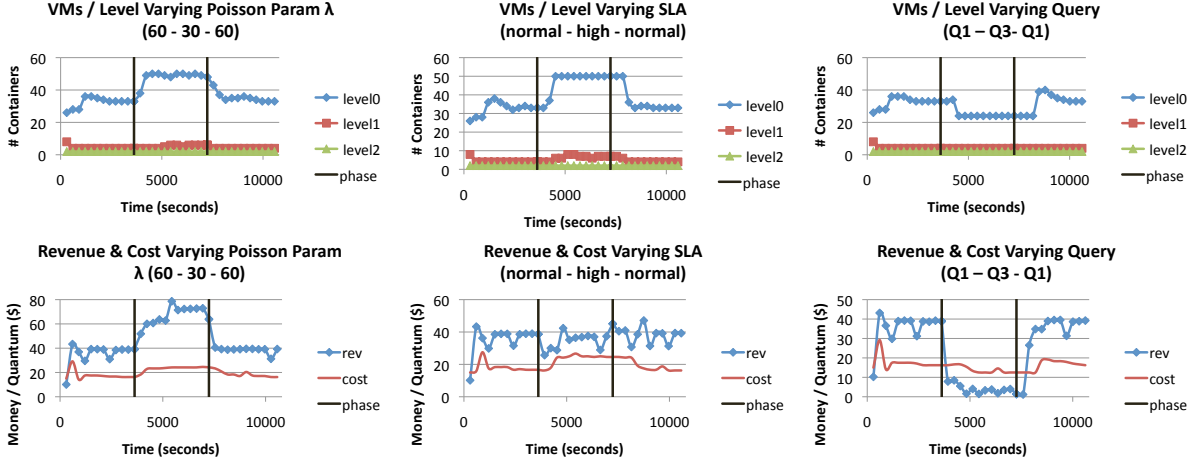 VMs / Level Varying Poisson Param λ
(60 - 30 - 60)
# Containers
60
40
20
0
0
5000
10000
Time (seconds)
level0
level1
level2
phase
VMs / Level Varying SLA
(normal - high - normal)
# Containers
60
50
40
30
20
10
0
0
5000
10000
Time (seconds)
level0
level1
level2
phase
VMs / Level Varying Query
(Q1 – Q3- Q1)
# Containers
60
40
20
0
0
5000
10000
Time (seconds)
level0
level1
level2
phase
Revenue & Cost Varying Poisson Param
λ (60 - 30 - 60)
Money / Quantum ($)
80
60
40
20
0
0
5000
10000
Time (seconds)
rev
cost
phase
Revenue & Cost Varying SLA
(normal - high - normal)
Money / Quantum ($)
60
50
40
30
20
10
0
0
5000
10000
Time (seconds)
rev
cost
phase
Revenue & Cost Varying Query
(Q1 – Q3 - Q1)
Money / Quantum ($)
50
40
30
20
10
0
0
5000
10000
Time (seconds)
rev
cost
phase